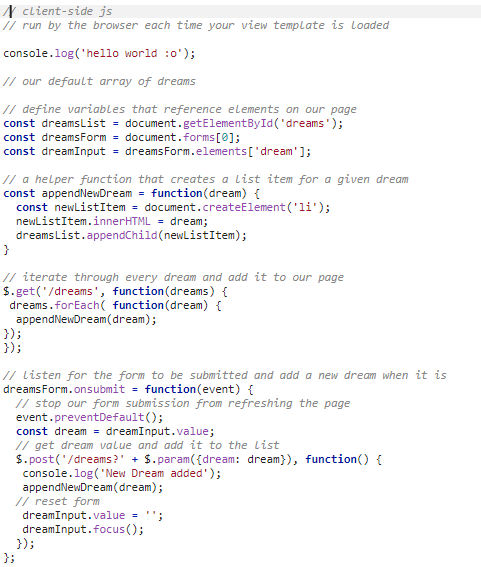 // client-side js
// run by the browser each time your view template is loaded
console.log('hello world :o');
// our default array of dreams
// define variables that reference elements on our page
const dreamsList = document.getElementById('dreams');
const dreamsForm = document.forms[0];
const dreamInput = dreamsForm.elements['dream'];
// a helper function that creates a list item for a given dream
const appendNewDream = function(dream) {
  const newListItem = document.createElement('li');
  newListItem.innerHTML = dream;
  dreamsList.appendChild(newListItem);
}
// iterate through every dream and add it to our page
$.get('/dreams', function(dreams) {
 dreams.forEach( function(dream) {
  appendNewDream(dream);
});
});
// listen for the form to be submitted and add a new dream when it is
dreamsForm.onsubmit = function(event) {
  // stop our form submission from refreshing the page
  event.preventDefault();
  const dream = dreamInput.value;
  // get dream value and add it to the list
  $.post('/dreams?' + $.param({dream: dream}), function() {
   console.log('New Dream added');
   appendNewDream(dream);
  // reset form
   dreamInput.value = '';
   dreamInput.focus();
  });
};